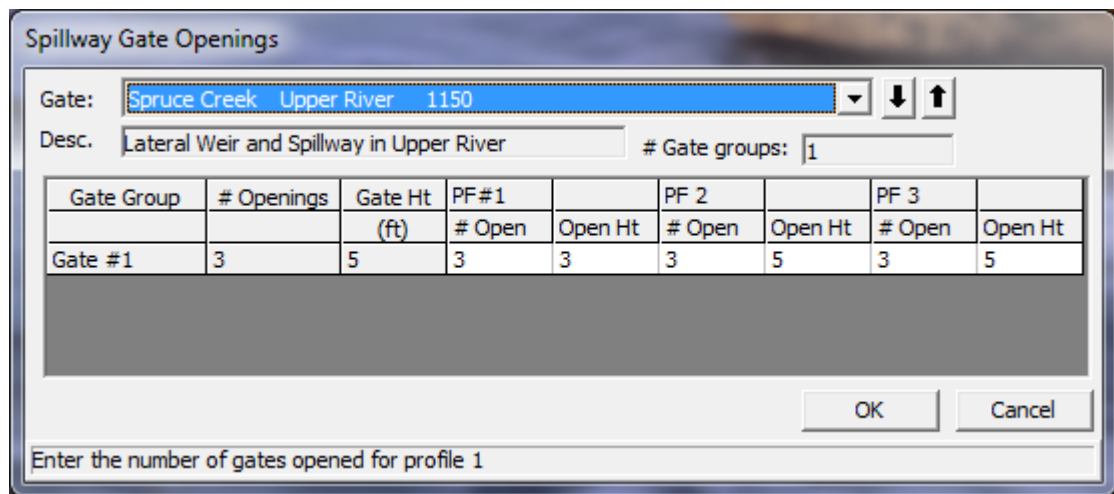 Spillway Gate Openings
Gate: Spruce Creek Upper River 1150
Desc. Lateral Weir and Spillway in Upper River # Gate groups: 1
Gate Group # Openings Gate Ht PF#1 PF 2 PF 3
(ft) # Open Open Ht # Open Open Ht # Open Open Ht
Gate #1 3 5 3 3 3 5 3 5
OK Cancel
Enter the number of gates opened for profile 1